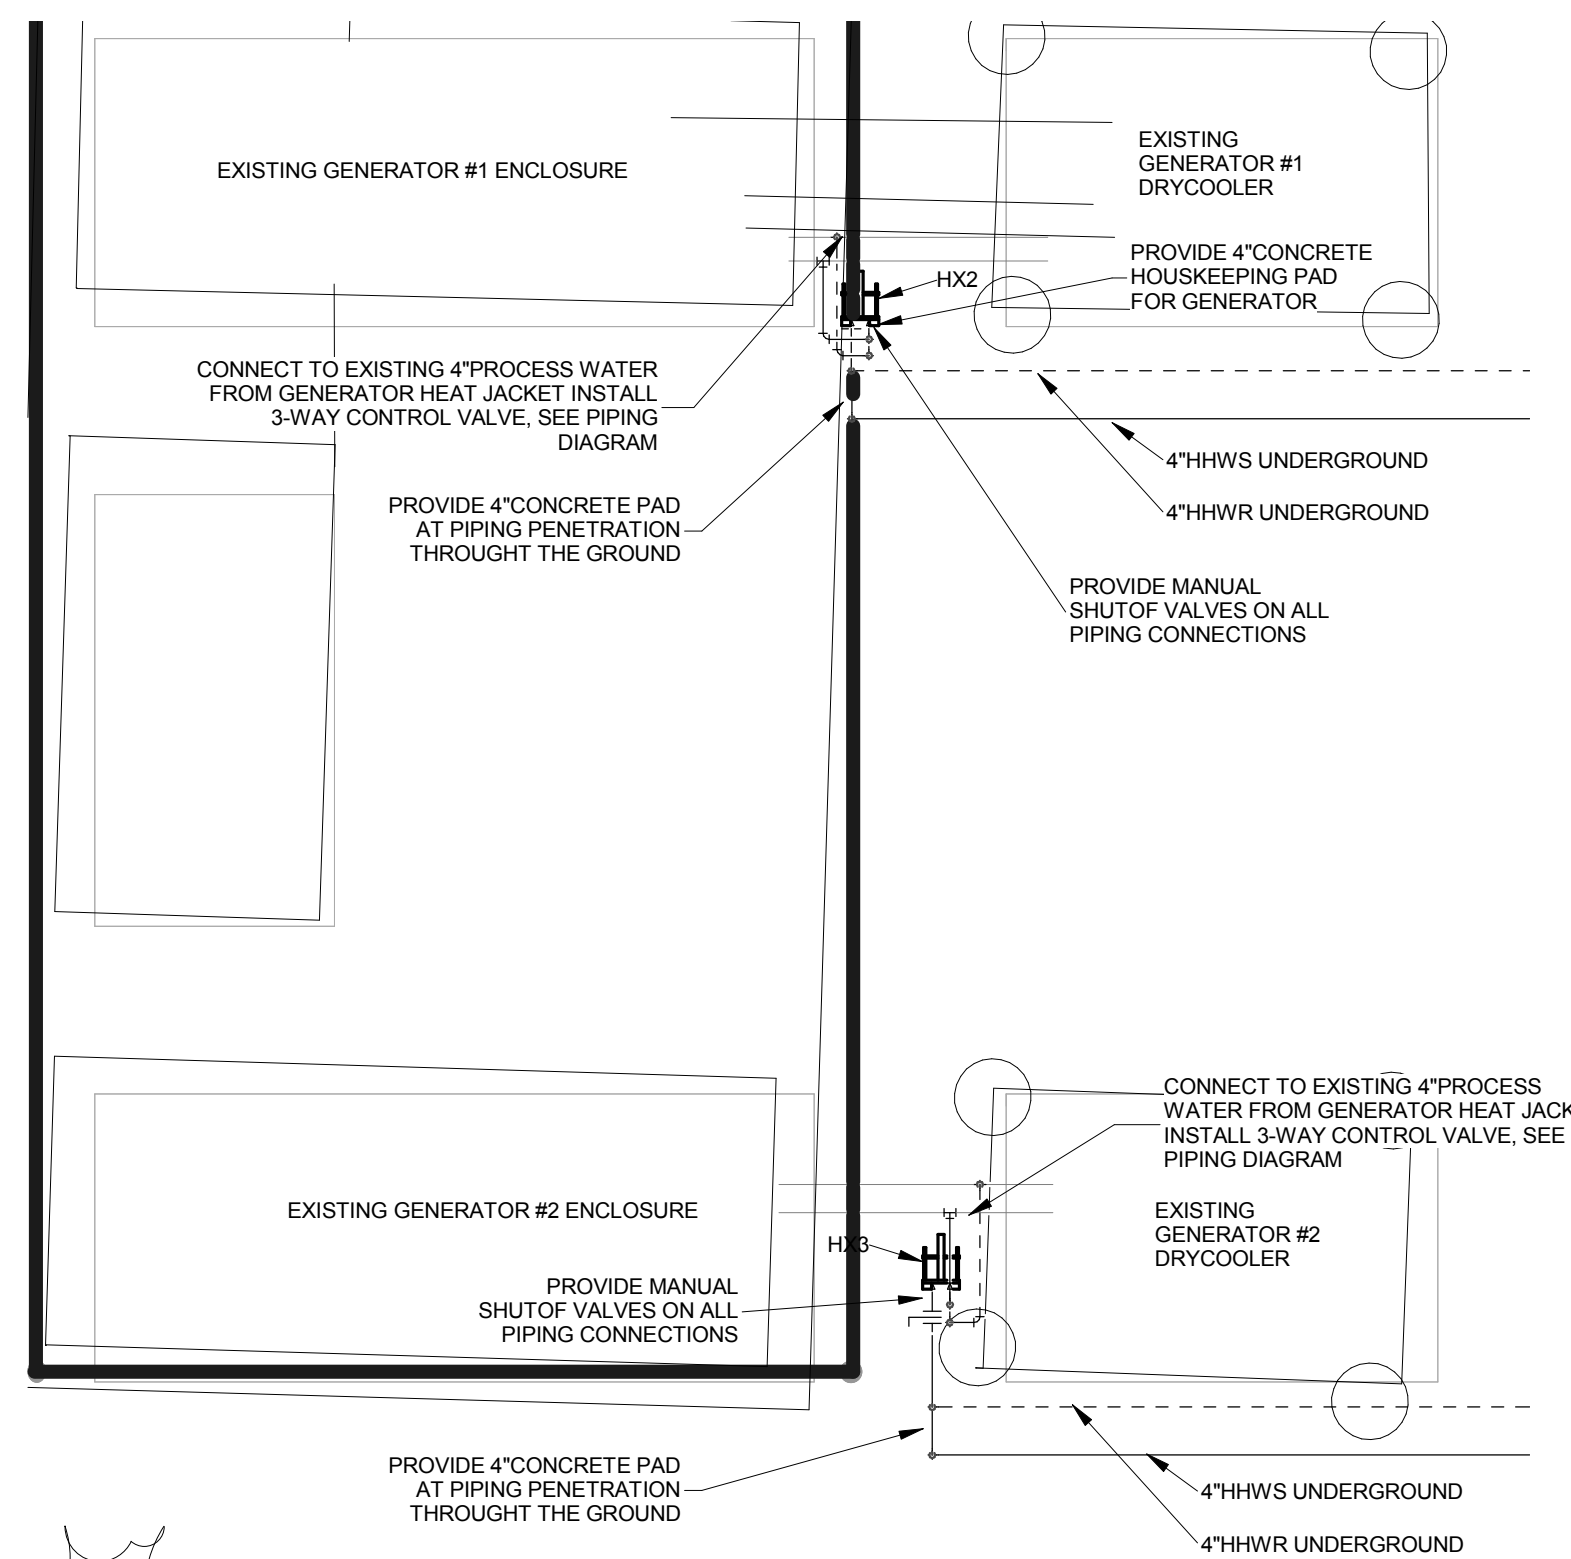 EXISTING GENERATOR #1 ENCLOSURE
EXISTING
GENERATOR #1
DRYCOOLER
PROVIDE 4"CONCRETE
HOUSKEEPING PAD
FOR GENERATOR
HX2
CONNECT TO EXISTING 4"PROCESS WATER
FROM GENERATOR HEAT JACKET INSTALL
3-WAY CONTROL VALVE, SEE PIPING
DIAGRAM
4"HHWS UNDERGROUND
PROVIDE 4"CONCRETE PAD
AT PIPING PENETRATION
THROUGHT THE GROUND
4"HHWR UNDERGROUND
PROVIDE MANUAL
SHUTOF VALVES ON ALL
PIPING CONNECTIONS
CONNECT TO EXISTING 4"PROCESS
WATER FROM GENERATOR HEAT JACK
INSTALL 3-WAY CONTROL VALVE, SEE
PIPING DIAGRAM
EXISTING GENERATOR #2 ENCLOSURE
EXISTING
GENERATOR #2
DRYCOOLER
HX3
PROVIDE MANUAL
SHUTOF VALVES ON ALL
PIPING CONNECTIONS
PROVIDE 4"CONCRETE PAD
AT PIPING PENETRATION
THROUGHT THE GROUND
4"HHWS UNDERGROUND
4"HHWR UNDERGROUND